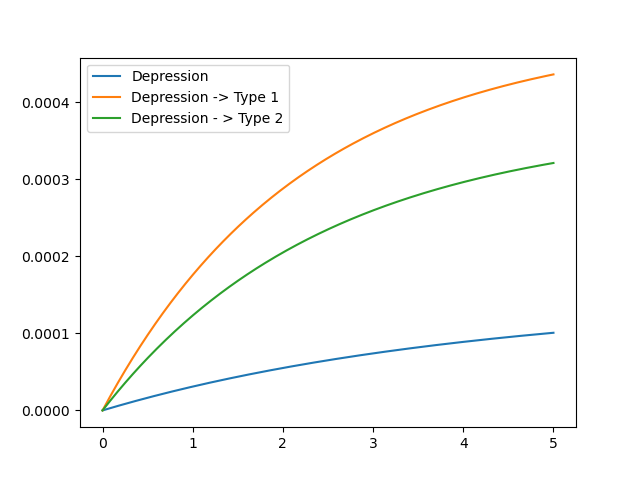 Depression
Depression -> Type 1
Depression - > Type 2
0.0004
0.0003
0.0002
0.0001
0.0000
0 1 2 3 4 5